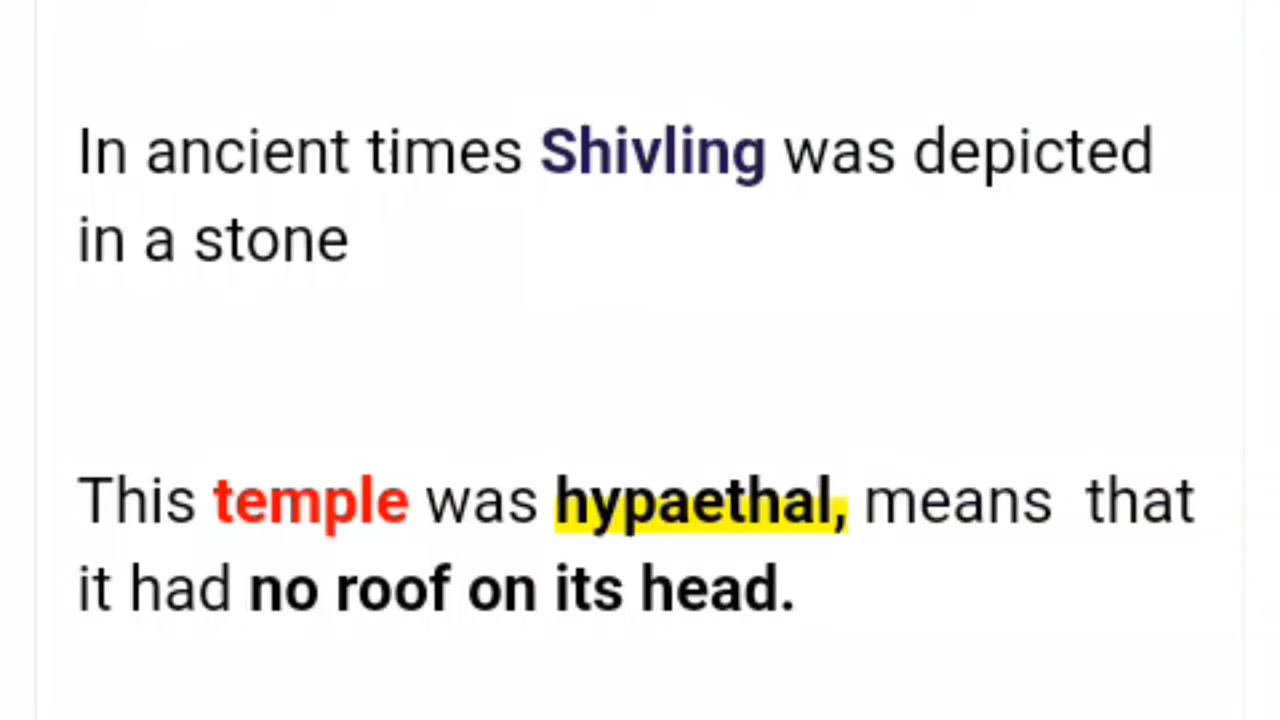 In ancient times Shivling was depicted
in a stone
This temple was hypaethal, means that
it had no roof on its head.